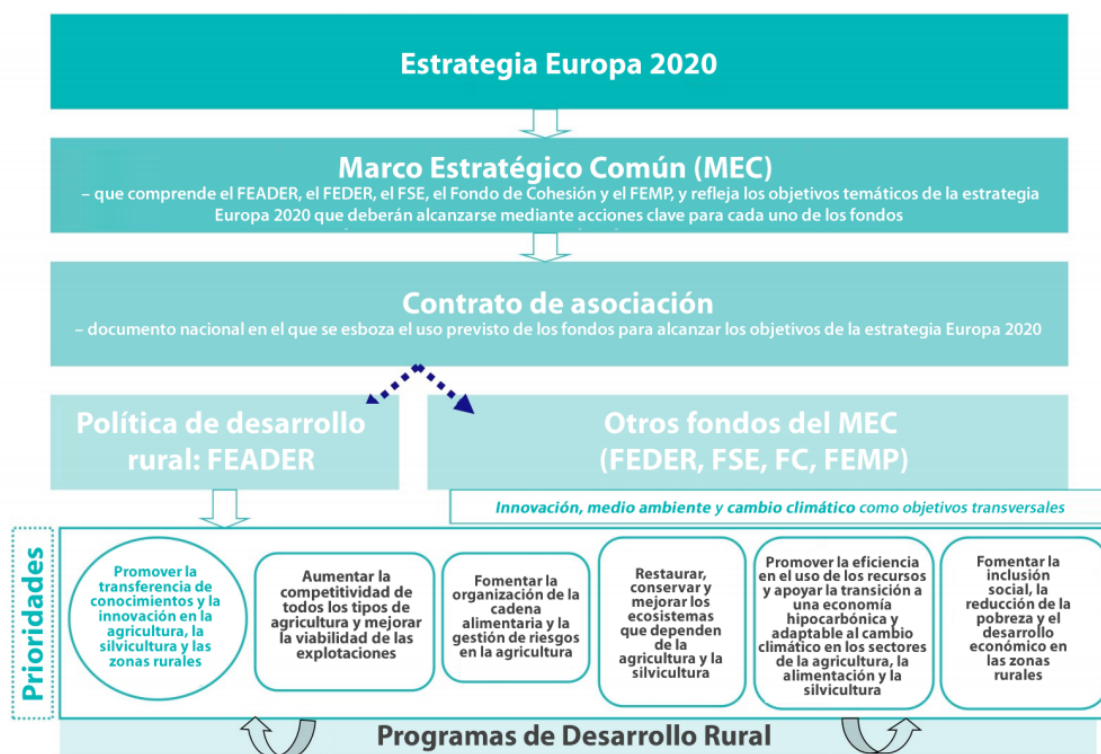 Estrategia Europa 2020
Marco Estratégico Común (MEC)
– que comprende el FEADER, el FEDER, el FSE, el Fondo de Cohesión y el FEMP, y refleja los objetivos temáticos de la estrategia
Europa 2020 que deberán alcanzarse mediante acciones clave para cada uno de los fondos
Contrato de asociación
– documento nacional en el que se esboza el uso previsto de los fondos para alcanzar los objetivos de la estrategia Europa 2020
Política de desarrollo
rural: FEADER
Otros fondos del MEC
(FEDER, FSE, FC, FEMP)
Innovación, medio ambiente y cambio climático como objetivos transversales
Prioridades
Promover la
transferencia de
conocimientos y la
innovación en la
agricultura, la
silvicultura y las
zonas rurales
Aumentar la
competitividad de
todos los tipos de
agricultura y mejorar
la viabilidad de las
explotaciones
Fomentar la
organización de la
cadena
alimentaria y la
gestión de riesgos
en la agricultura
Restaurar,
conservar y
mejorar los
ecosistemas
que dependen
de la
agricultura y la
silvicultura
Promover la eficiencia
en el uso de los recursos
y apoyar la transición a
una economía
hipocarbónica y
adaptable al cambio
climático en los sectores
de la agricultura, la
alimentación y la
silvicultura
Fomentar la
inclusión
social, la
reducción de la
pobreza y el
desarrollo
económico en
las zonas
rurales
Programas de Desarrollo Rural